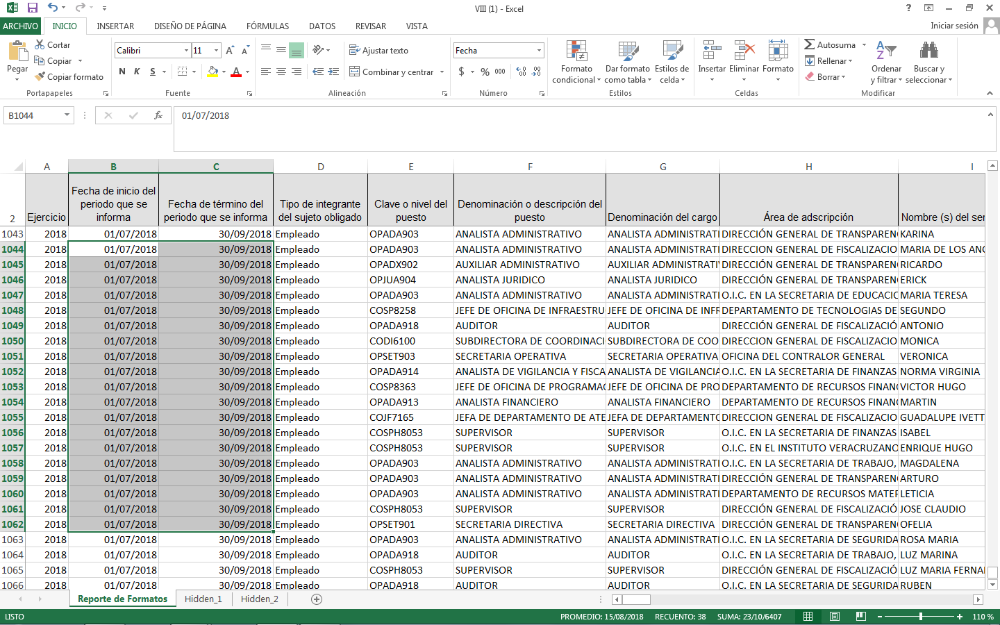 VIII (1) - Excel
ARCHIVO INICIO INSERTAR DISEÑO DE PÁGINA FÓRMULAS DATOS REVISAR VISTA Iniciar sesión
Pegar Cortar Copiar Copiar formato Portapapeles
Calibri 11 N K S Fuente
Ajustar texto Combinar y centrar Alineación
Fecha $ % 000 Número
Formato condicional Dar formato como tabla Estilos de celda Estilos
Insertar Eliminar Formato Celdas
Autosuma Rellenar Borrar Ordenar y filtrar Buscar y seleccionar Modificar
B1044 fx 01/07/2018
A B C D E F G H I
2 Ejercicio Fecha de inicio del periodo que se informa Fecha de término del periodo que se informa Tipo de integrante del sujeto obligado Clave o nivel del puesto Denominación o descripción del puesto Denominación del cargo Área de adscripción Nombre (s) del ser
1043 2018 01/07/2018 30/09/2018 Empleado OPADA903 ANALISTA ADMINISTRATIVO ANALISTA ADMINISTRATI DIRECCIÓN GENERAL DE TRANSPAREN KARINA
1044 2018 01/07/2018 30/09/2018 Empleado OPADA903 ANALISTA ADMINISTRATIVO ANALISTA ADMINISTRATI DIRECCIÓN GENERAL DE FISCALIZACIO MARIA DE LOS ANG
1045 2018 01/07/2018 30/09/2018 Empleado OPADX902 AUXILIAR ADMINISTRATIVO AUXILIAR ADMINISTRATI DIRECCIÓN GENERAL DE TRANSPAREN RICARDO
1046 2018 01/07/2018 30/09/2018 Empleado OPJUA904 ANALISTA JURIDICO ANALISTA JURIDICO DIRECCIÓN GENERAL DE TRANSPAREN ERICK
1047 2018 01/07/2018 30/09/2018 Empleado OPADA903 ANALISTA ADMINISTRATIVO ANALISTA ADMINISTRATI O.I.C. EN LA SECRETARIA DE EDUCACIO MARIA TERESA
1048 2018 01/07/2018 30/09/2018 Empleado COSP8258 JEFE DE OFICINA DE INFRAESTRU JEFE DE OFICINA DE INFR DEPARTAMENTO DE TECNOLOGIAS DE SEGUNDO
1049 2018 01/07/2018 30/09/2018 Empleado OPADA918 AUDITOR AUDITOR DIRECCIÓN GENERAL DE FISCALIZACIÓ ANTONIO
1050 2018 01/07/2018 30/09/2018 Empleado CODI6100 SUBDIRECTORA DE COORDINACI SUBDIRECTORA DE COO DIRECCION GENERAL DE FISCALIZACIO MONICA
1051 2018 01/07/2018 30/09/2018 Empleado OPSET903 SECRETARIA OPERATIVA SECRETARIA OPERATIVA OFICINA DEL CONTRALOR GENERAL VERONICA
1052 2018 01/07/2018 30/09/2018 Empleado OPADA914 ANALISTA DE VIGILANCIA Y FISCA ANALISTA DE VIGILANCIA O.I.C. EN LA SECRETARIA DE FINANZAS NORMA VIRGINIA
1053 2018 01/07/2018 30/09/2018 Empleado COSP8363 JEFE DE OFICINA DE PROGRAMAC JEFE DE OFICINA DE PRO DEPARTAMENTO DE RECURSOS FINANC VICTOR HUGO
1054 2018 01/07/2018 30/09/2018 Empleado OPADA913 ANALISTA FINANCIERO ANALISTA FINANCIERO DEPARTAMENTO DE RECURSOS FINANC MARTIN
1055 2018 01/07/2018 30/09/2018 Empleado COJF7165 JEFA DE DEPARTAMENTO DE ATE JEFA DE DEPARTAMENTO DIRECCION GENERAL DE FISCALIZACIO GUADALUPE IVETT
1056 2018 01/07/2018 30/09/2018 Empleado COSPH8053 SUPERVISOR SUPERVISOR O.I.C. EN LA SECRETARIA DE FINANZAS ISABEL
1057 2018 01/07/2018 30/09/2018 Empleado COSPH8053 SUPERVISOR SUPERVISOR O.I.C. EN EL INSTITUTO VERACRUZANO ENRIQUE HUGO
1058 2018 01/07/2018 30/09/2018 Empleado OPADA903 ANALISTA ADMINISTRATIVO ANALISTA ADMINISTRATI O.I.C. EN LA SECRETARIA DE TRABAJO, MAGDALENA
1059 2018 01/07/2018 30/09/2018 Empleado OPADA903 ANALISTA ADMINISTRATIVO ANALISTA ADMINISTRATI DIRECCIÓN GENERAL DE TRANSPAREN ARTURO
1060 2018 01/07/2018 30/09/2018 Empleado OPADA903 ANALISTA ADMINISTRATIVO ANALISTA ADMINISTRATI DEPARTAMENTO DE RECURSOS MATER LETICIA
1061 2018 01/07/2018 30/09/2018 Empleado COSPH8053 SUPERVISOR SUPERVISOR DIRECCIÓN GENERAL DE FISCALIZACIÓ JOSE CLAUDIO
1062 2018 01/07/2018 30/09/2018 Empleado OPSET901 SECRETARIA DIRECTIVA SECRETARIA DIRECTIVA DIRECCIÓN GENERAL DE TRANSPAREN OFELIA
1063 2018 01/07/2018 30/09/2018 Empleado OPADA903 ANALISTA ADMINISTRATIVO ANALISTA ADMINISTRATI O.I.C. EN LA SECRETARIA DE SEGURIDA ROSA MARIA
1064 2018 01/07/2018 30/09/2018 Empleado OPADA918 AUDITOR AUDITOR O.I.C. EN LA SECRETARIA DE TRABAJO, LUZ MARINA
1065 2018 01/07/2018 30/09/2018 Empleado COSPH8053 SUPERVISOR SUPERVISOR DIRECCIÓN GENERAL DE FISCALIZACIÓ LUZ MARIA FERNA
1066 2018 01/07/2018 30/09/2018 Empleado OPADA918 AUDITOR AUDITOR O.I.C. EN LA SECRETARIA DE SEGURIDA RUBEN
Reporte de Formatos Hidden_1 Hidden_2
LISTO PROMEDIO: 15/08/2018 RECUENTO: 38 SUMA: 23/10/6407 110 %